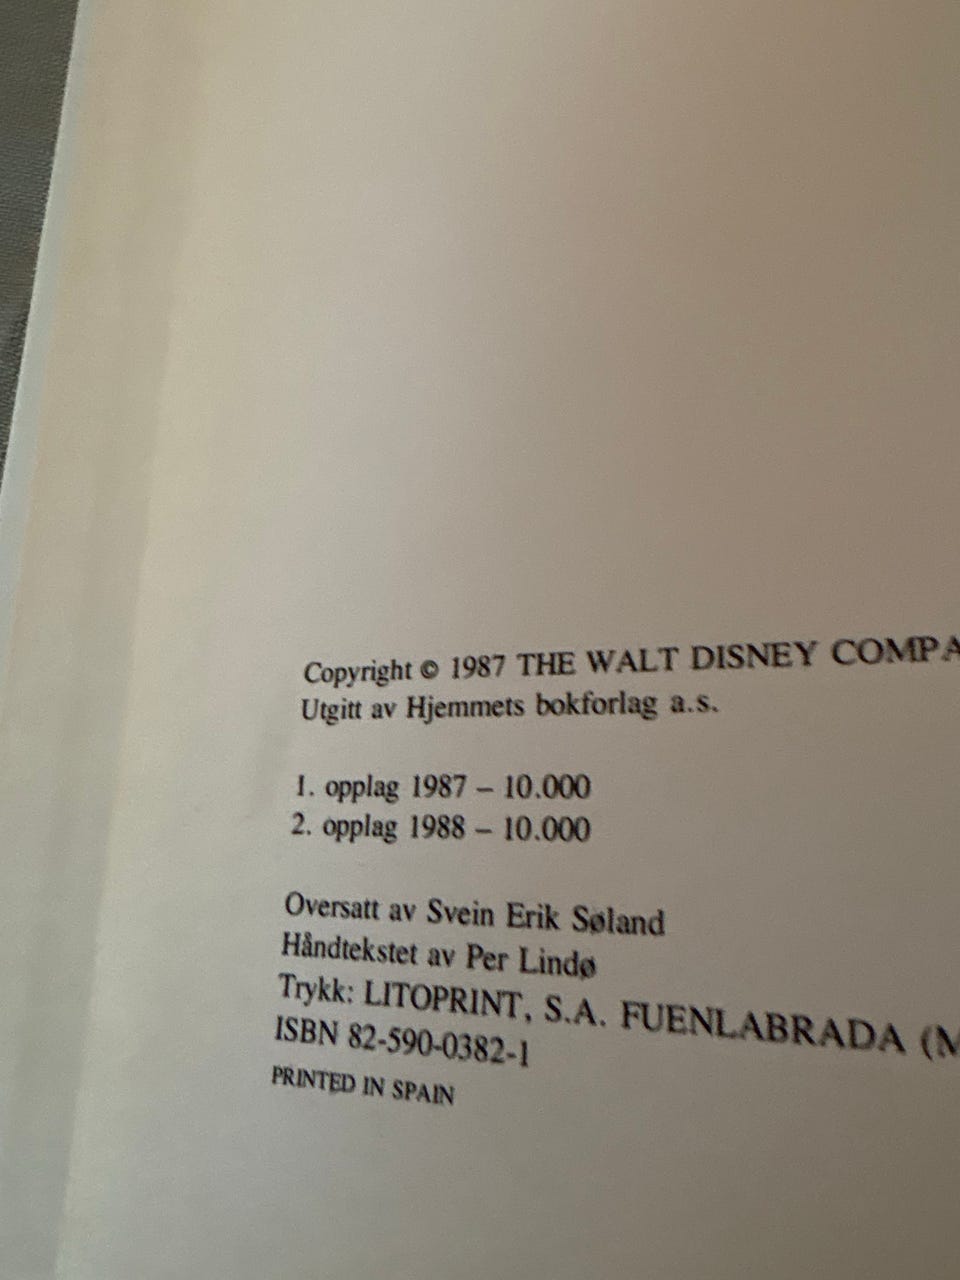 Copyright © 1987 THE WALT DISNEY COMPA
Utgitt av Hjemmets bokforlag a.s.
1. opplag 1987 – 10.000
2. opplag 1988 – 10.000
Oversatt av Svein Erik Søland
Håndtekstet av Per Lindø
Trykk: LITOPRINT, S.A. FUENLABRADA (M
ISBN 82-590-0382-1
PRINTED IN SPAIN